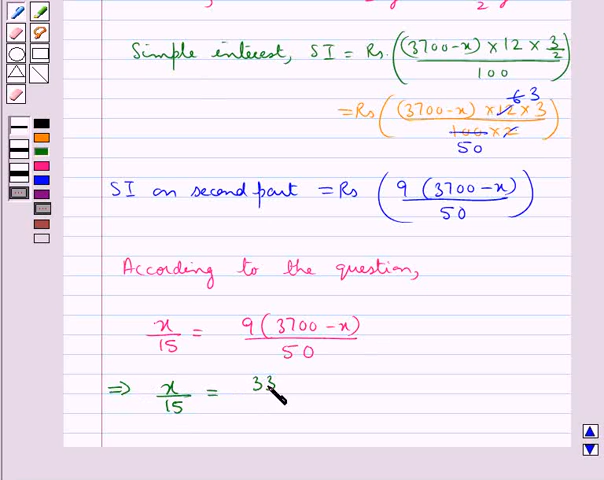 Simple interest, SI = Rs. ((3700-x) × 12 × 3/2 / 100)
= Rs ((3700-x) × 12 6 3 × 3 / 100 × 2 50)
SI on second part = Rs (9 (3700-x) / 50)
According to the question,
x/15 = 9 (3700-x) / 50
⇒ x/15 = 33